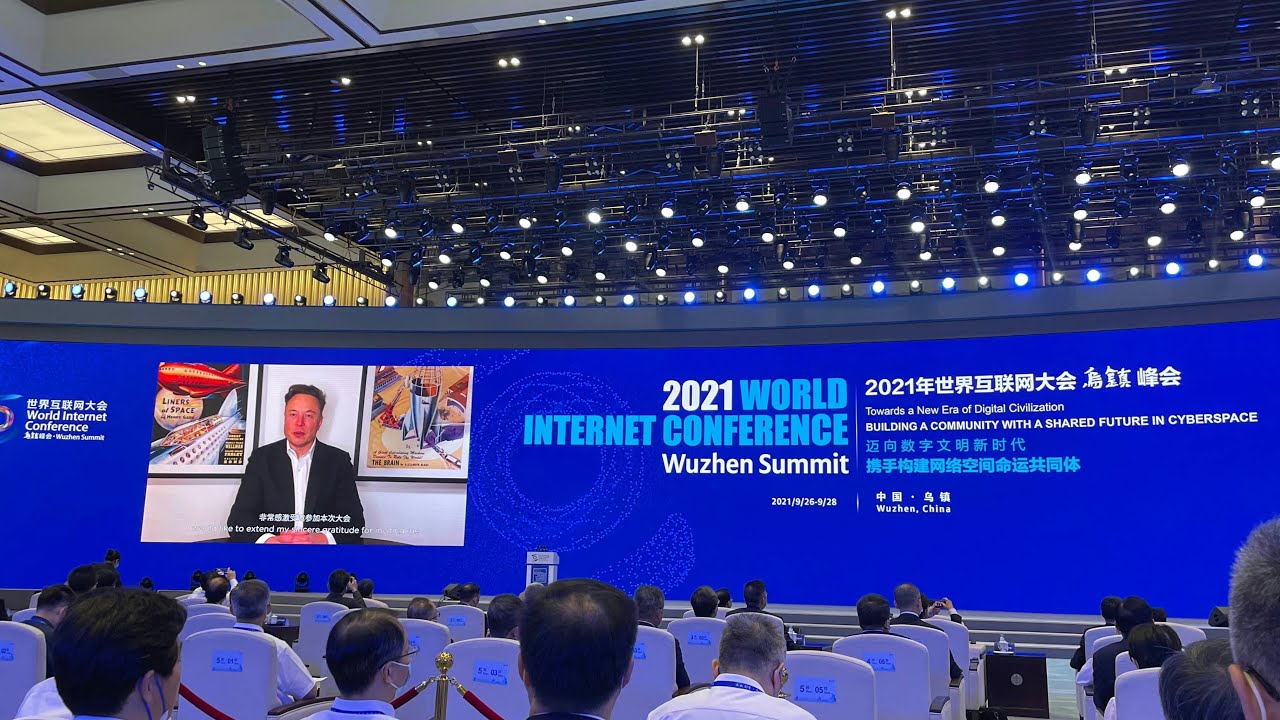 世界互联网大会
World Internet
Conference
乌镇峰会·Wuzhen Summit
LINERS
of SPACE
by HENRY GADE
THE BRAIN
非常感激受邀参加本次大会
like to extend my sincere gratitude for
2021 WORLD
INTERNET CONFERENCE
Wuzhen Summit
2021/9/26-9/28
2021年世界互联网大会 乌镇 峰会
Towards a New Era of Digital Civilization
BUILDING A COMMUNITY WITH A SHARED FUTURE IN CYBERSPACE
迈向数字文明新时代
携手构建网络空间命运共同体
中国·乌镇
Wuzhen, China